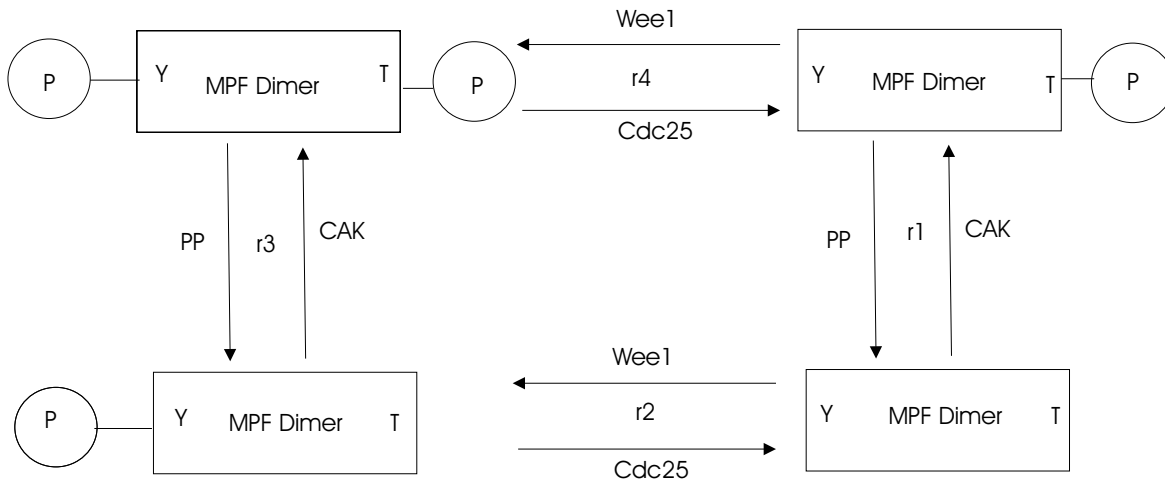 Wee1
P
Y
MPF Dimer
T
P
r4
Cdc25
Y
MPF Dimer
T
P
PP
r3
CAK
PP
r1
CAK
Wee1
P
Y
MPF Dimer
T
r2
Cdc25
Y
MPF Dimer
T